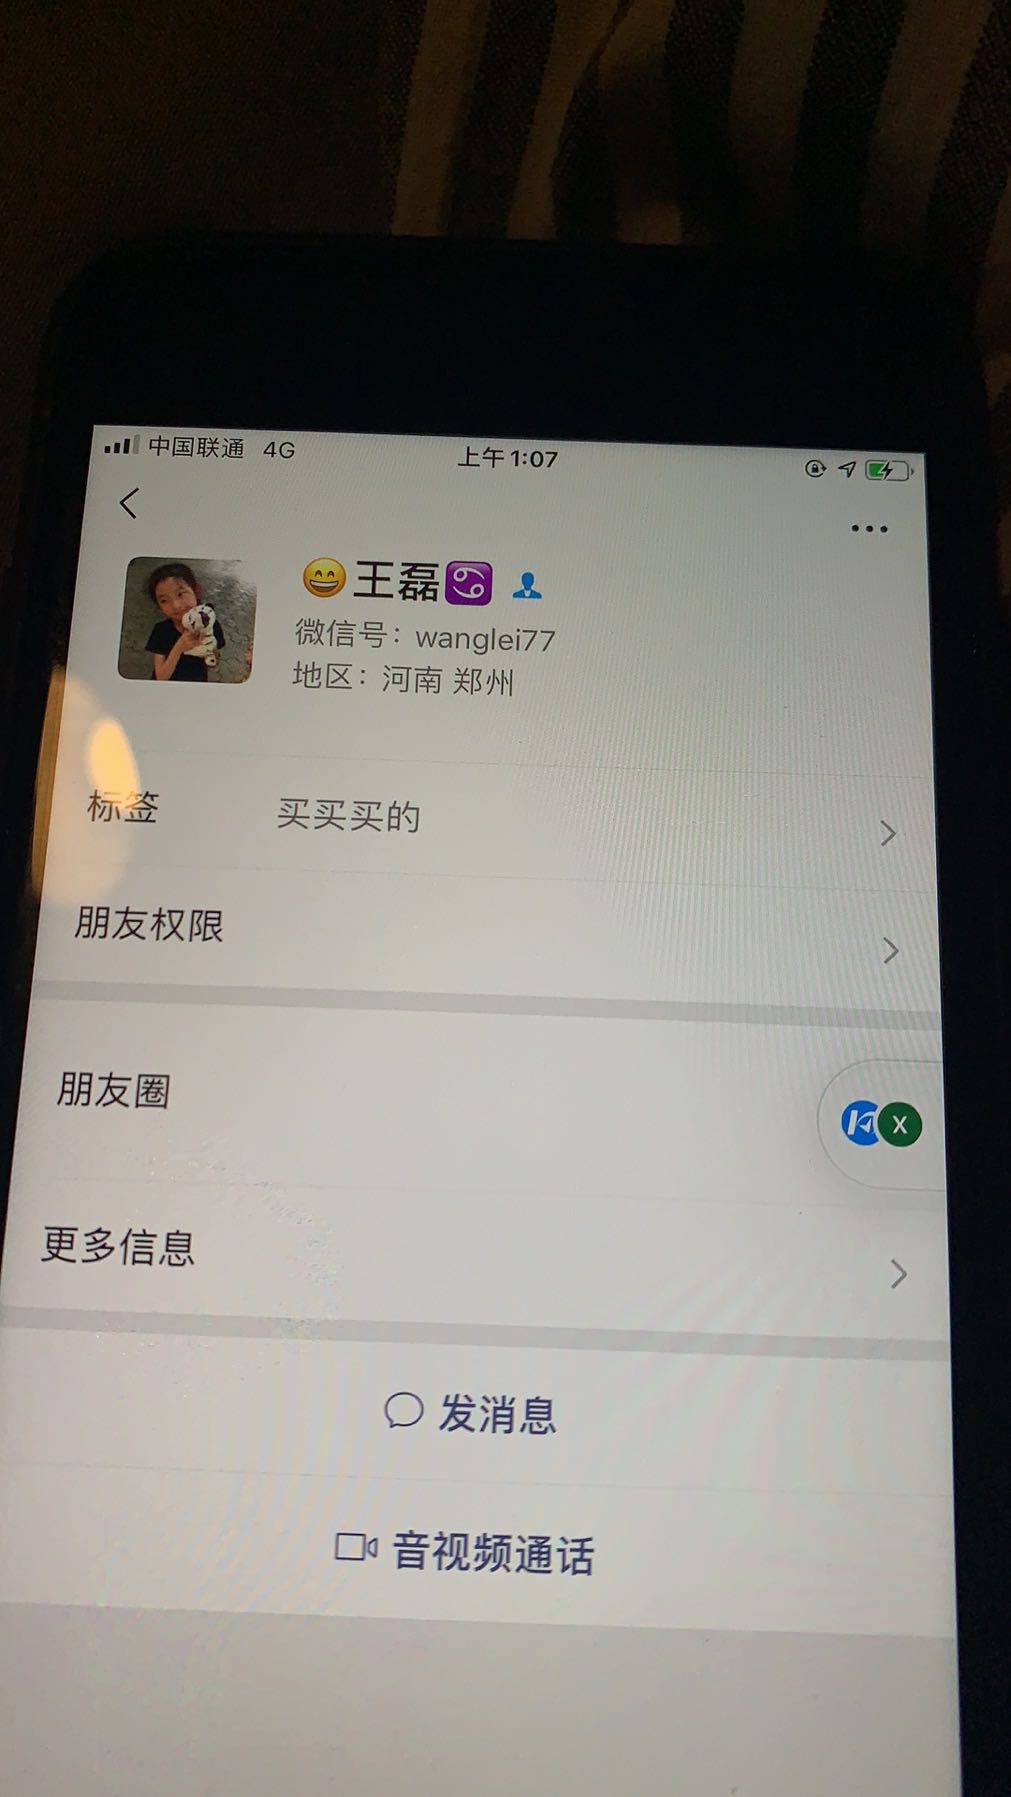 中国联通 4G 上午1:07
😄王磊♋
微信号：wanglei77
地区：河南 郑州
标签 买买买的
朋友权限
朋友圈
X
更多信息
发消息
音视频通话